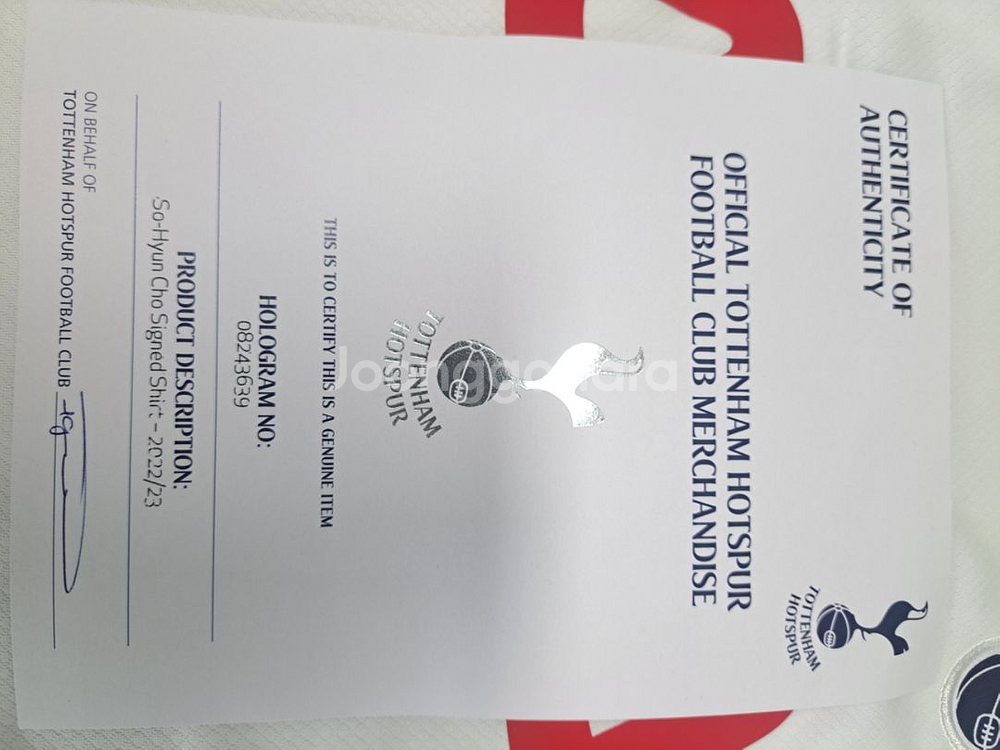 CERTIFICATE OF
AUTHENTICITY
TOTTENHAM
HOTSPUR
OFFICIAL TOTTENHAM HOTSPUR
FOOTBALL CLUB MERCHANDISE
TOTTENHAM
HOTSPUR
THIS IS TO CERTIFY THIS IS A GENUINE ITEM
HOLOGRAM NO:
08243639
PRODUCT DESCRIPTION:
So-Hyun Cho Signed Shirt - 2022/23
ON BEHALF OF
TOTTENHAM HOTSPUR FOOTBALL CLUB
Joonggonara